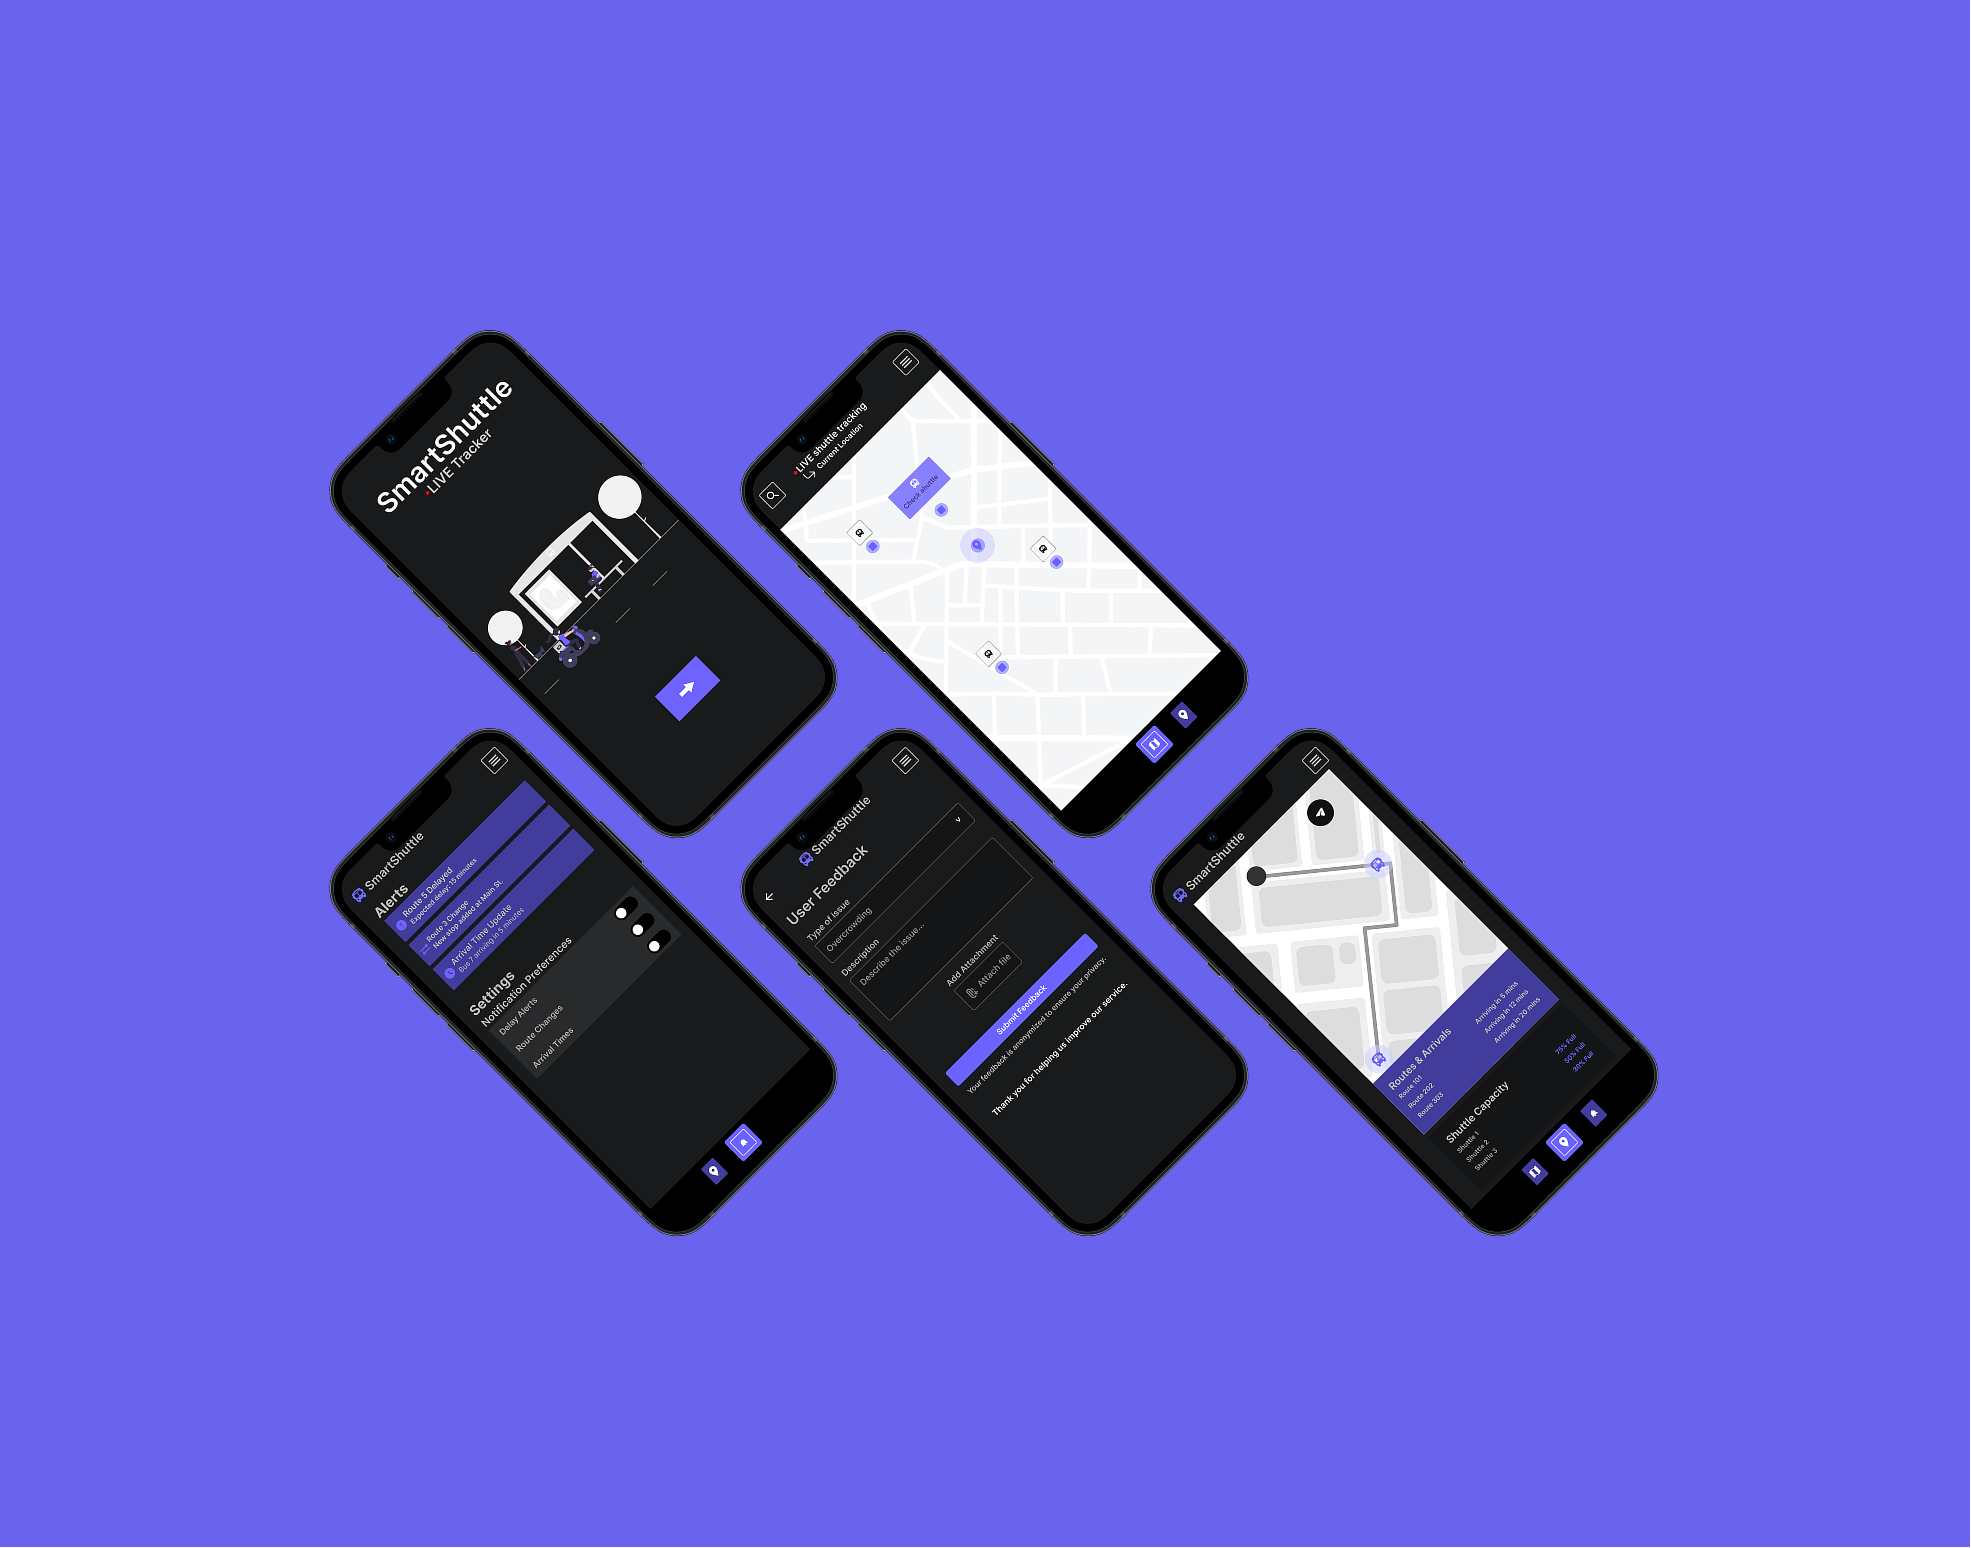 SmartShuttle
LIVE Tracker
LIVE shuttle tracking
Current Location
Check shuttle
SmartShuttle
Alerts
Route 5 Delayed
Expected delay: 15 minutes
Route 3 Change
New stop added at Main St.
Arrival Time Update
Bus 7 arriving in 5 minutes
Settings
Notification Preferences
Delay Alerts
Route Changes
Arrival Times
SmartShuttle
User Feedback
Type of Issue
Overcrowding
Description
Describe the issue...
Add Attachment
Attach file
Submit Feedback
Your feedback is anonymized to ensure your privacy.
Thank you for helping us improve our service.
SmartShuttle
Routes & Arrivals
Route 101 Arriving in 5 mins
Route 202 Arriving in 12 mins
Route 303 Arriving in 20 mins
Shuttle Capacity
Shuttle 1 75% Full
Shuttle 2 50% Full
Shuttle 3 30% Full